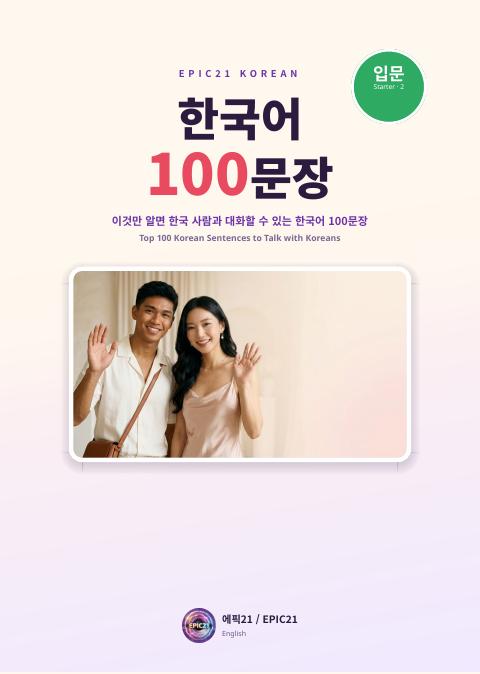 EPIC21 KOREAN
입문
Starter · 2
한국어
100문장
이것만 알면 한국 사람과 대화할 수 있는 한국어 100문장
Top 100 Korean Sentences to Talk with Koreans
EPIC21
에픽21 / EPIC21
English